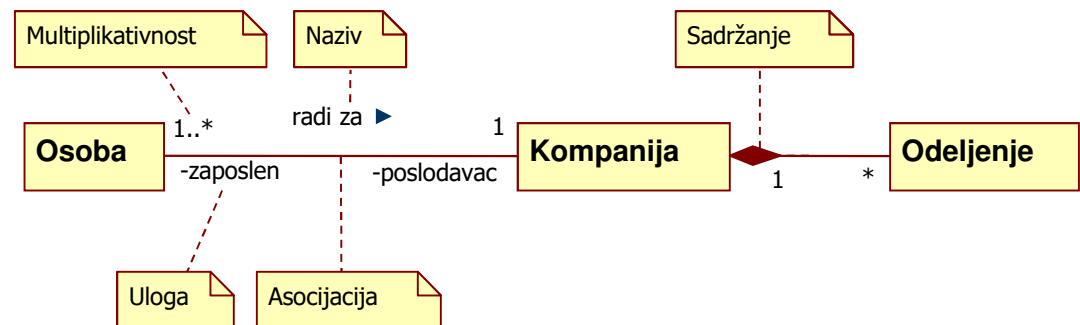 Multiplikativnost
Naziv
Sadržanje
radi za ►
1..*
1
Osoba
Kompanija
Odeljenje
-zaposlen
-poslodavac
1
*
Uloga
Asocijacija